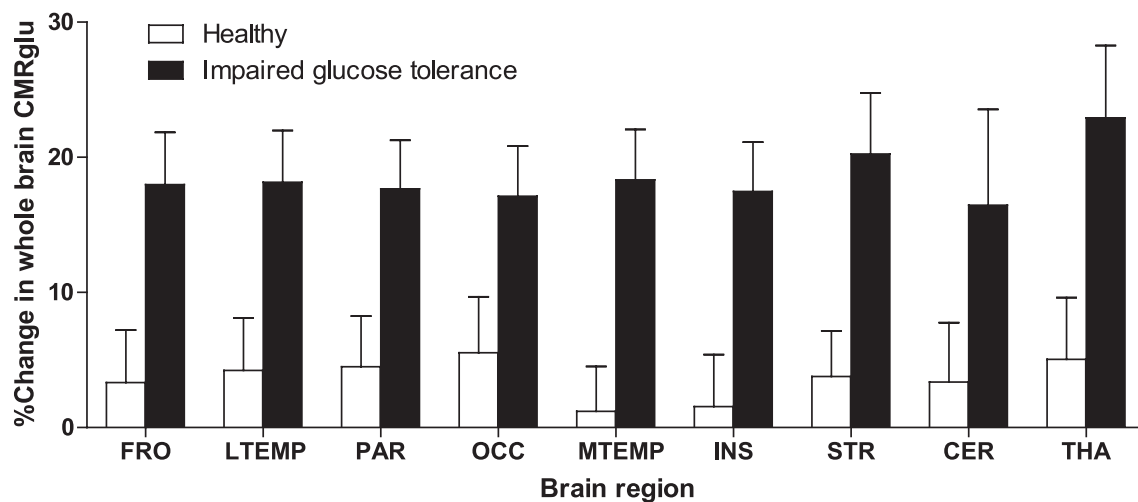 %Change in whole brain CMRglu
30
20
10
0
Healthy
Impaired glucose tolerance
FRO LTEMP PAR OCC MTEMP INS STR CER THA
Brain region